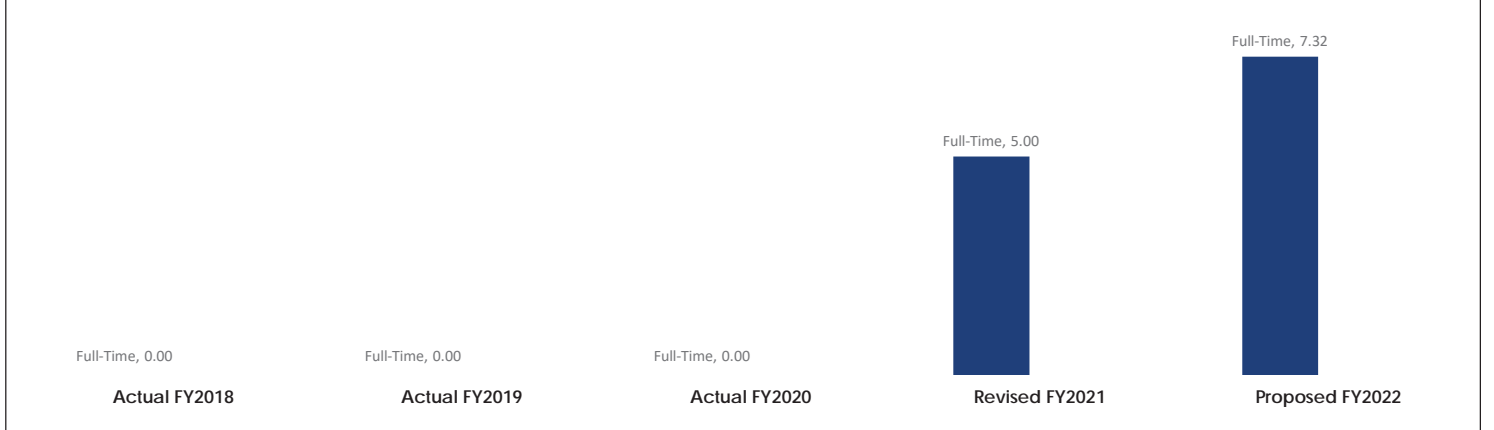 Full-Time, 7.32
Full-Time, 5.00
Full-Time, 0.00
Full-Time, 0.00
Full-Time, 0.00
Actual FY2018
Actual FY2019
Actual FY2020
Revised FY2021
Proposed FY2022